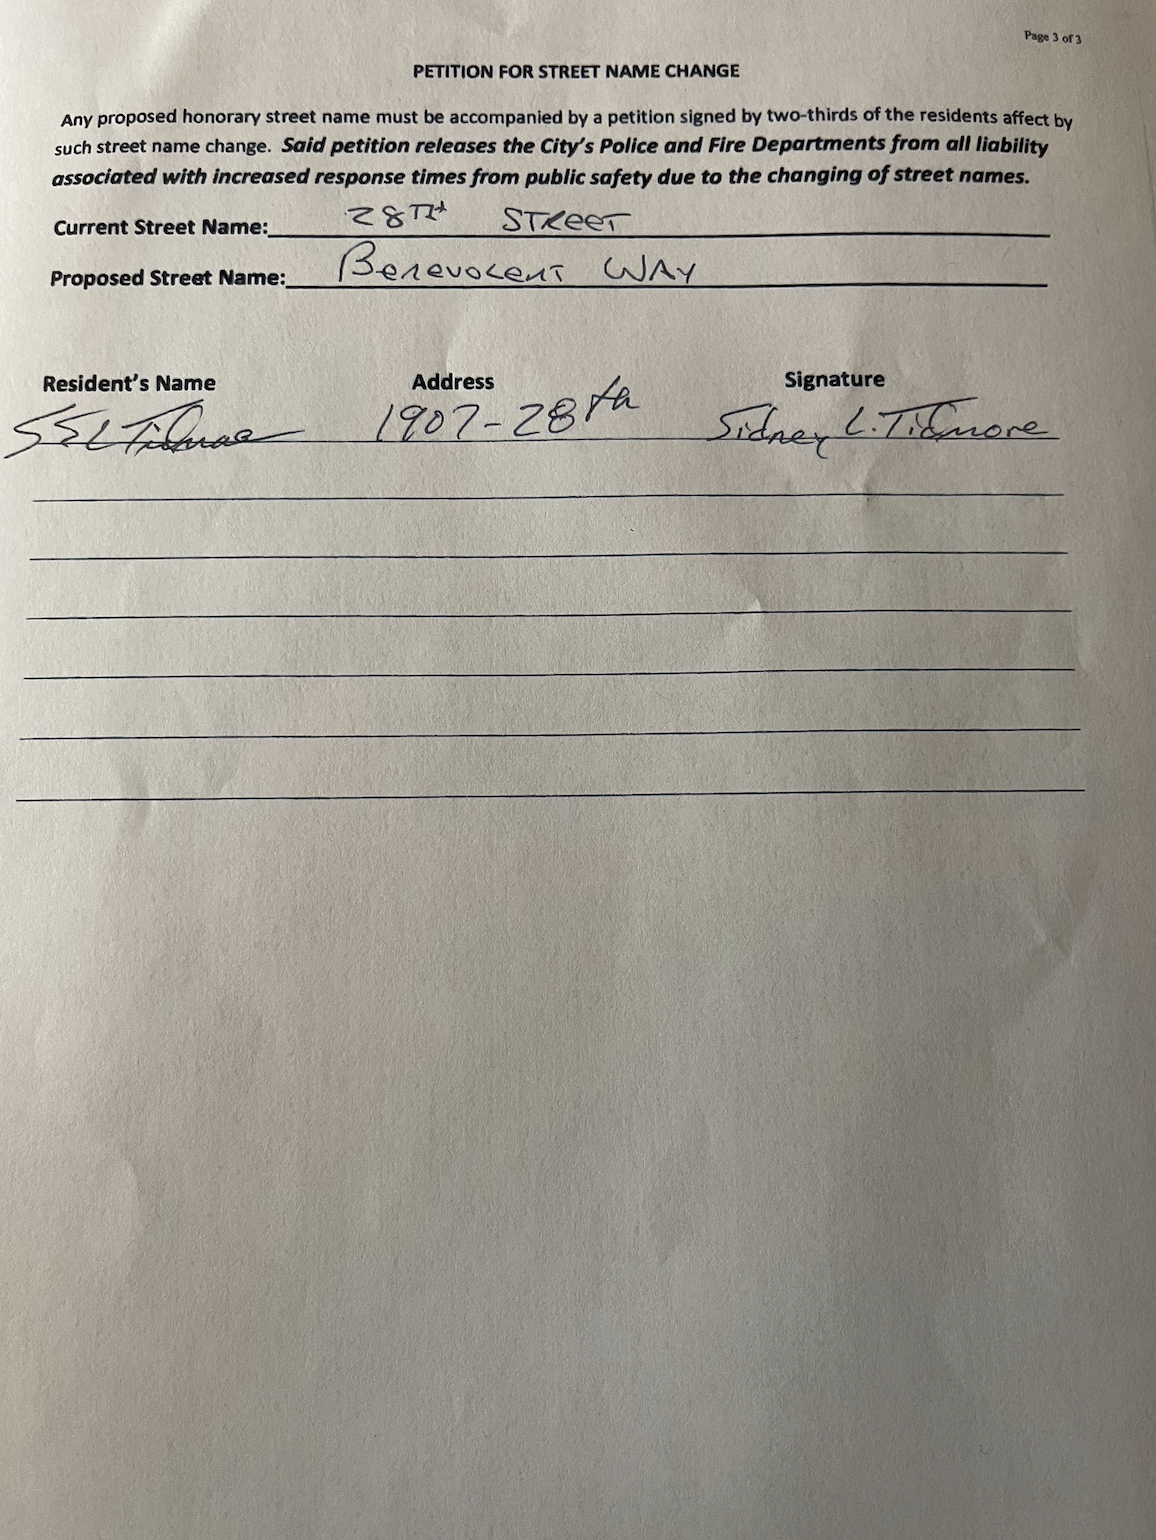 Page 3 of 3
PETITION FOR STREET NAME CHANGE
Any proposed honorary street name must be accompanied by a petition signed by two-thirds of the residents affect by
such street name change. Said petition releases the City's Police and Fire Departments from all liability
associated with increased response times from public safety due to the changing of street names.
Current Street Name: 28TH STREET
Proposed Street Name: Benevolent WAY
Resident's Name Address Signature
1907-28th Sidney L. Tidmore